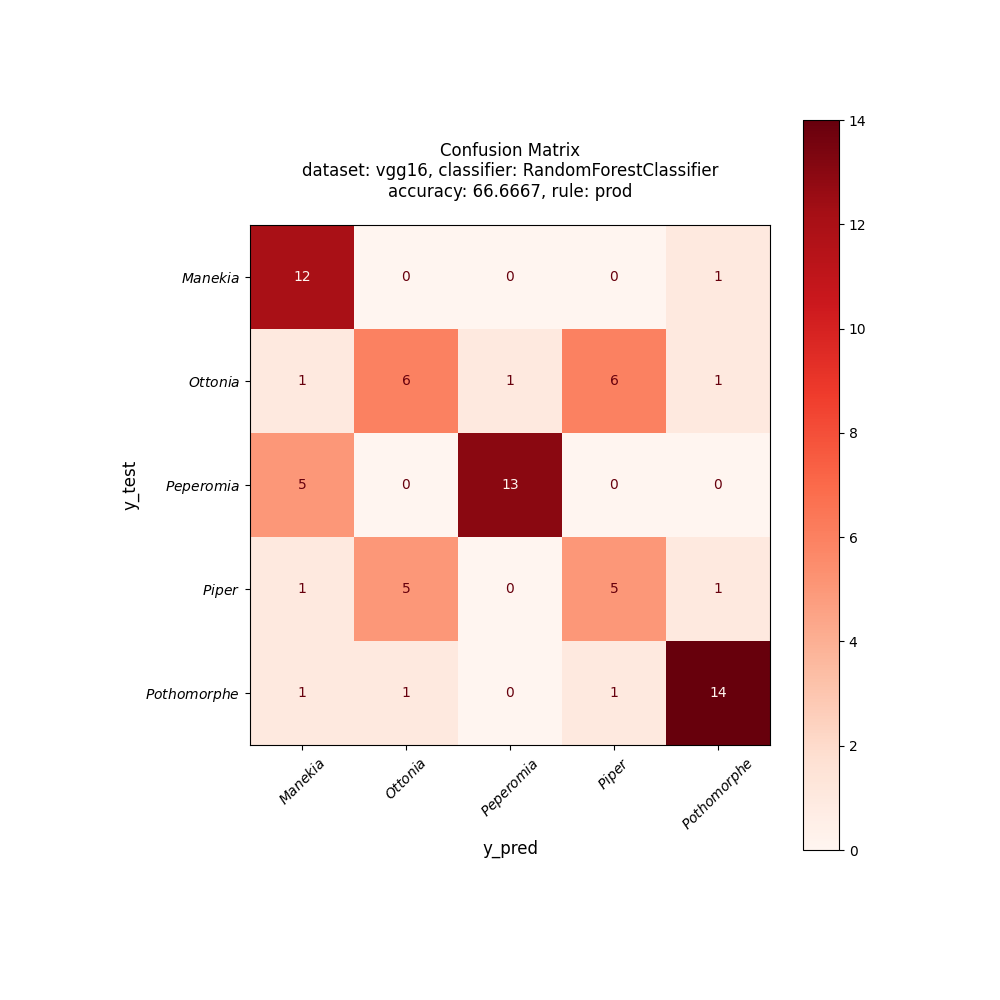 Confusion Matrix
dataset: vgg16, classifier: RandomForestClassifier
accuracy: 66.6667, rule: prod
y_test
Manekia 12 0 0 0 1
Ottonia 1 6 1 6 1
Peperomia 5 0 13 0 0
Piper 1 5 0 5 1
Pothomorphe 1 1 0 1 14
Manekia Ottonia Peperomia Piper Pothomorphe
y_pred
14
12
10
8
6
4
2
0